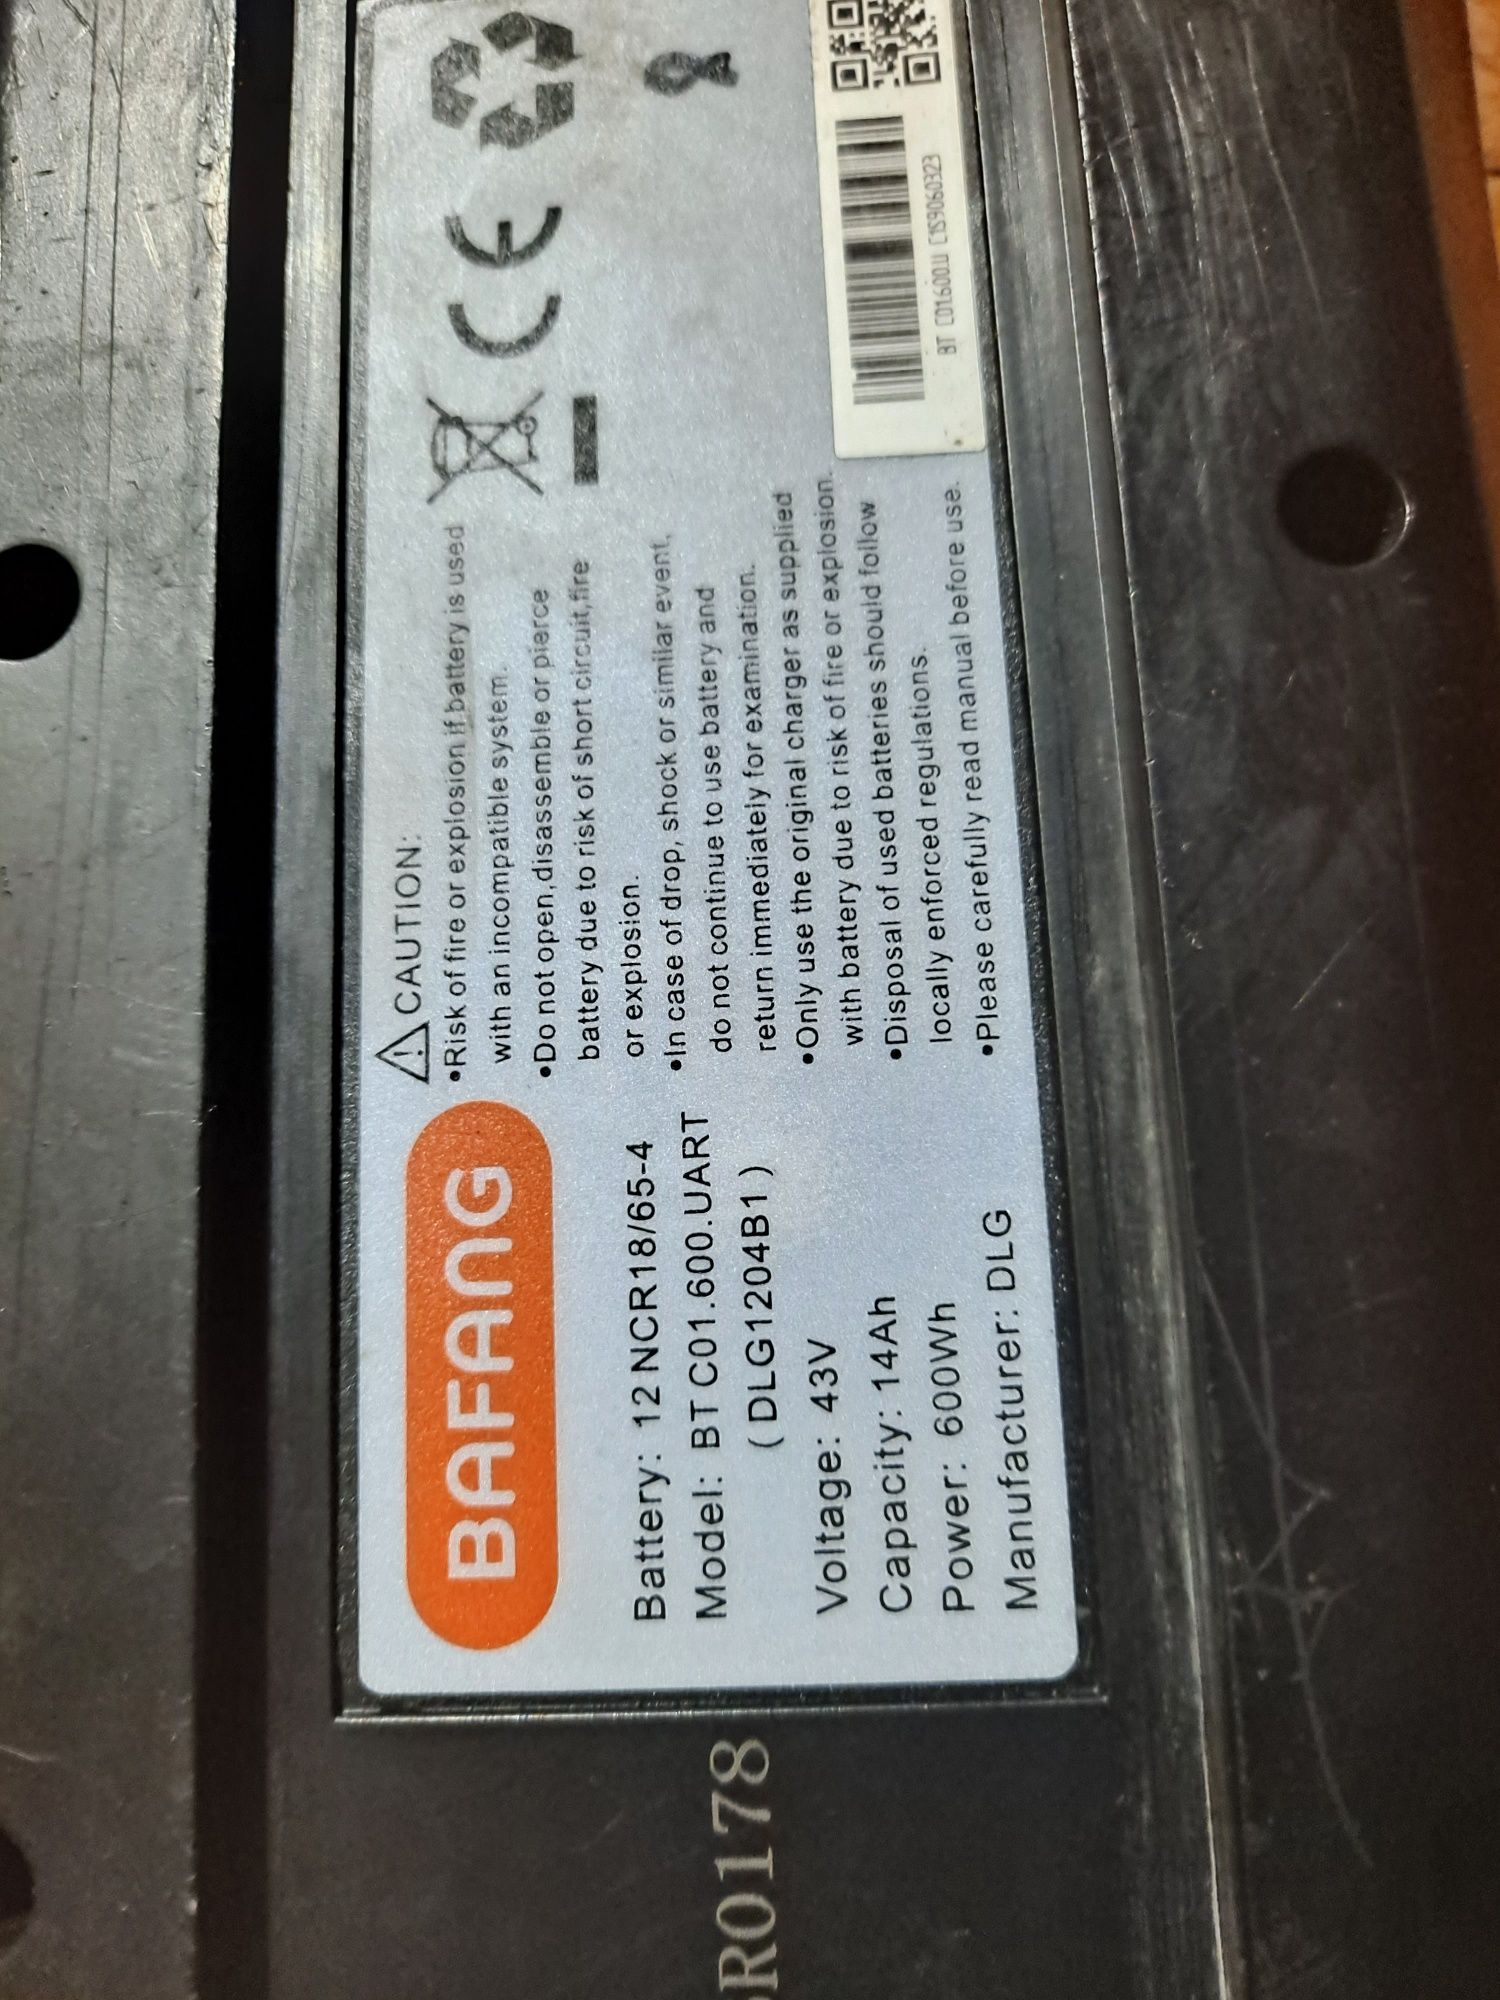 BAFANG
Battery: 12 NCR18/65-4
Model: BT C01.600.UART
( DLG1204B1 )
Voltage: 43V
Capacity: 14Ah
Power: 600Wh
Manufacturer: DLG
CAUTION:
•Risk of fire or explosion if battery is used
with an incompatible system.
•Do not open,disassemble or pierce
battery due to risk of short circuit,fire
or explosion.
•In case of drop, shock or similar event,
do not continue to use battery and
return immediately for examination.
•Only use the original charger as supplied
with battery due to risk of fire or explosion.
•Disposal of used batteries should follow
locally enforced regulations.
•Please carefully read manual before use.
CE
BT C01.600.U C1S9060323
R0178